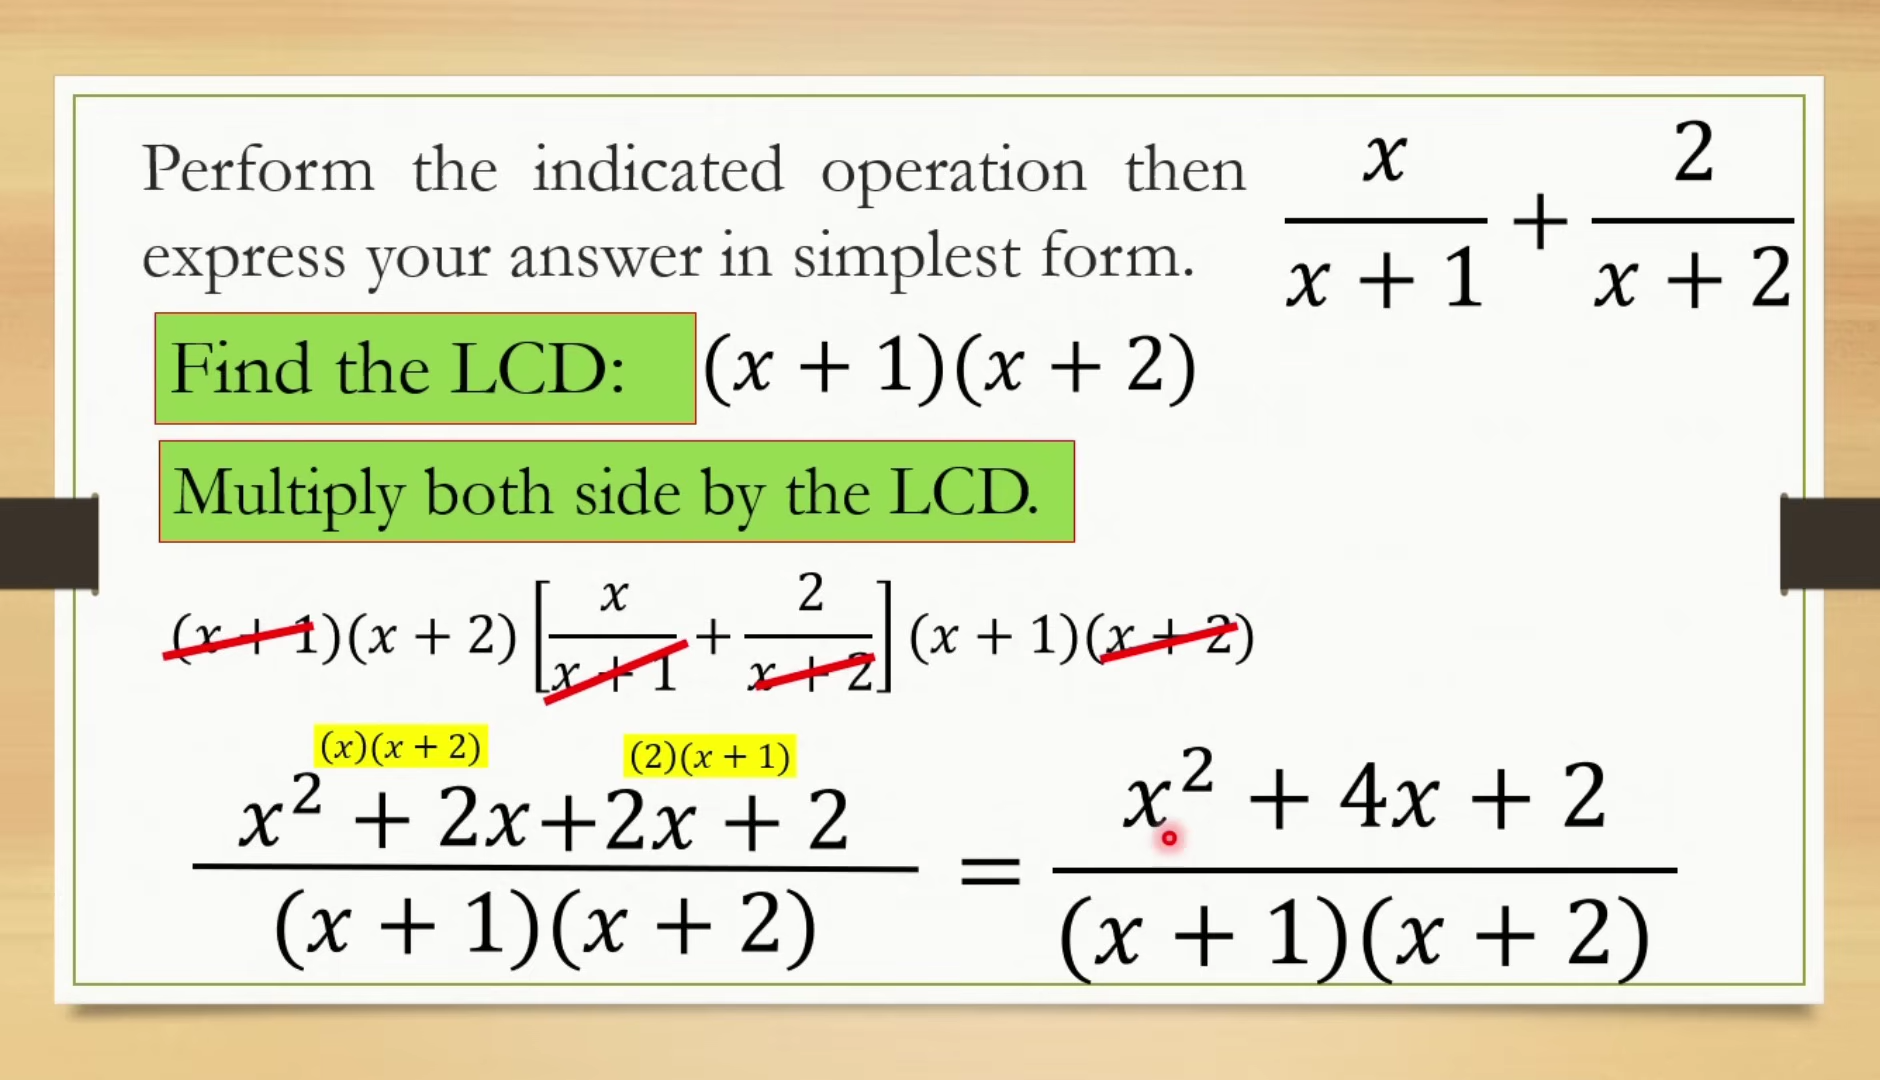 Perform the indicated operation then
express your answer in simplest form.
x/(x + 1) + 2/(x + 2)
Find the LCD: (x + 1)(x + 2)
Multiply both side by the LCD.
(x + 1)(x + 2) [x/(x + 1) + 2/(x + 2)] (x + 1)(x + 2)
(x)(x + 2) (2)(x + 1)
x² + 2x+2x + 2 / (x + 1)(x + 2) = x² + 4x + 2 / (x + 1)(x + 2)